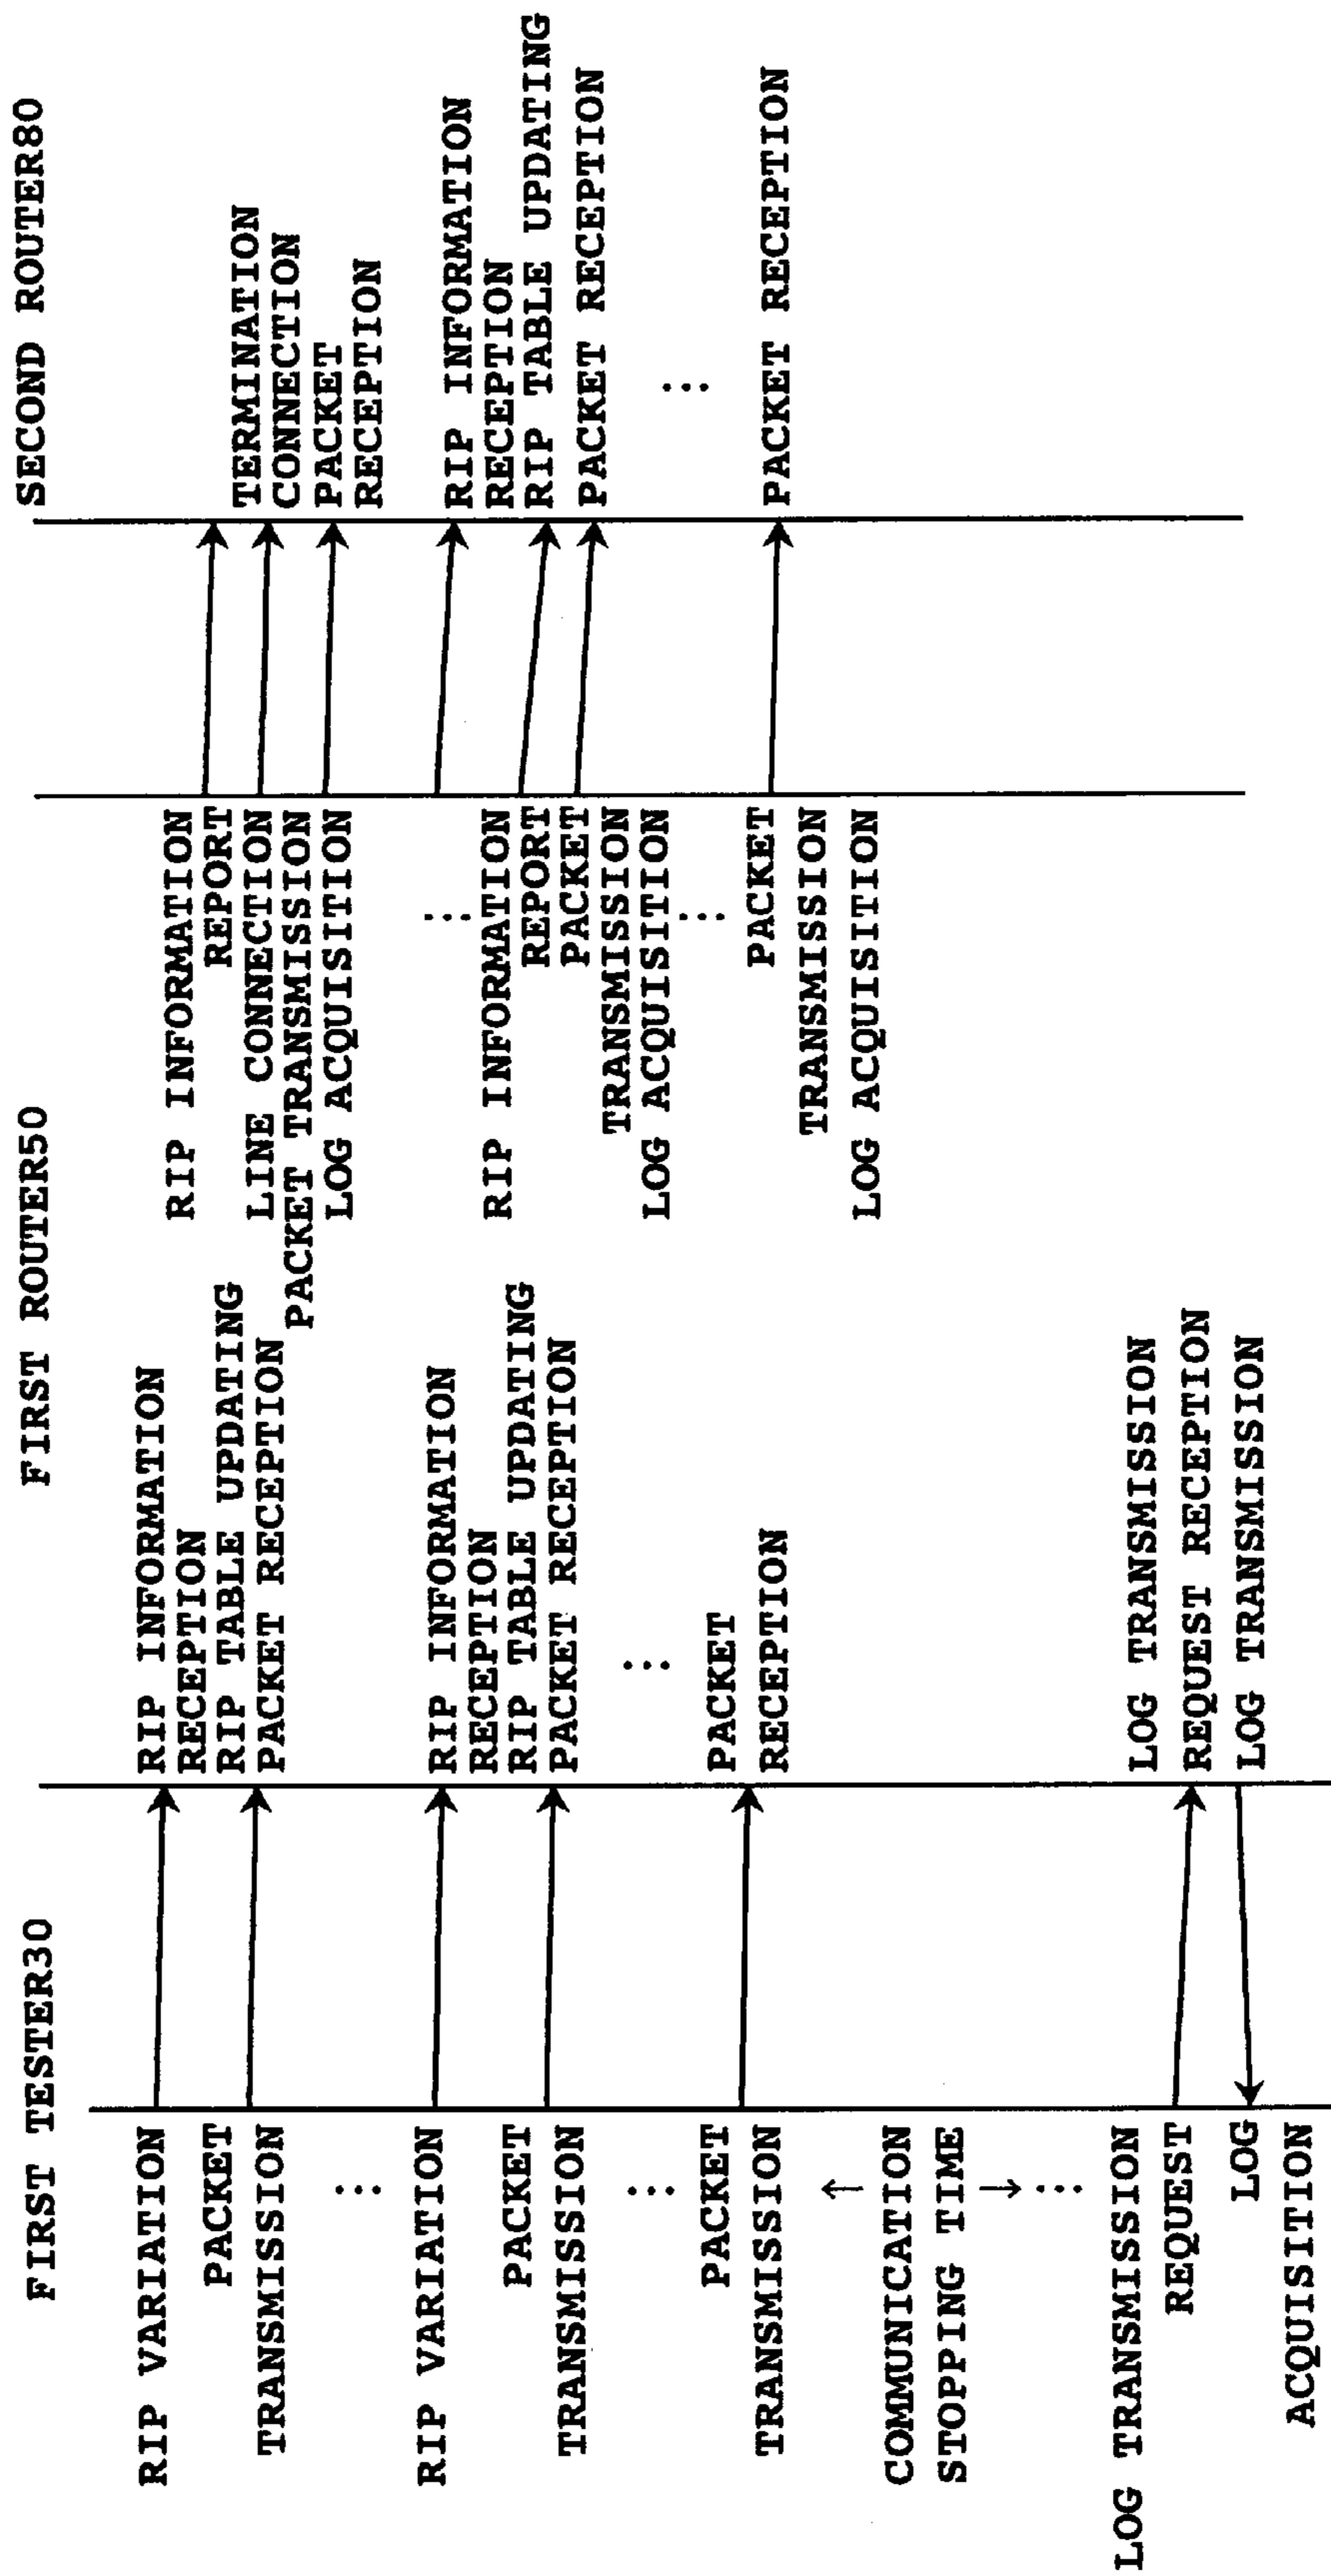 FIRST TESTER30
RIP VARIATION
PACKET
TRANSMISSION
⋮
RIP VARIATION
PACKET
TRANSMISSION
⋮
PACKET
TRANSMISSION
↑
COMMUNICATION
STOPPING TIME
↓
⋮
LOG TRANSMISSION
REQUEST
LOG
ACQUISITION
FIRST ROUTER50
RIP INFORMATION
RECEPTION
RIP TABLE UPDATING
PACKET RECEPTION
RIP INFORMATION
RECEPTION
RIP TABLE UPDATING
PACKET RECEPTION
⋮
PACKET
RECEPTION
LOG TRANSMISSION
REQUEST RECEPTION
LOG TRANSMISSION
RIP INFORMATION
REPORT
LINE CONNECTION
PACKET TRANSMISSION
LOG ACQUISITION
⋮
RIP INFORMATION
REPORT
PACKET
TRANSMISSION
LOG ACQUISITION
⋮
PACKET
TRANSMISSION
LOG ACQUISITION
SECOND ROUTER80
TERMINATION
CONNECTION
PACKET
RECEPTION
RIP INFORMATION
RECEPTION
RIP TABLE UPDATING
PACKET RECEPTION
⋮
PACKET RECEPTION